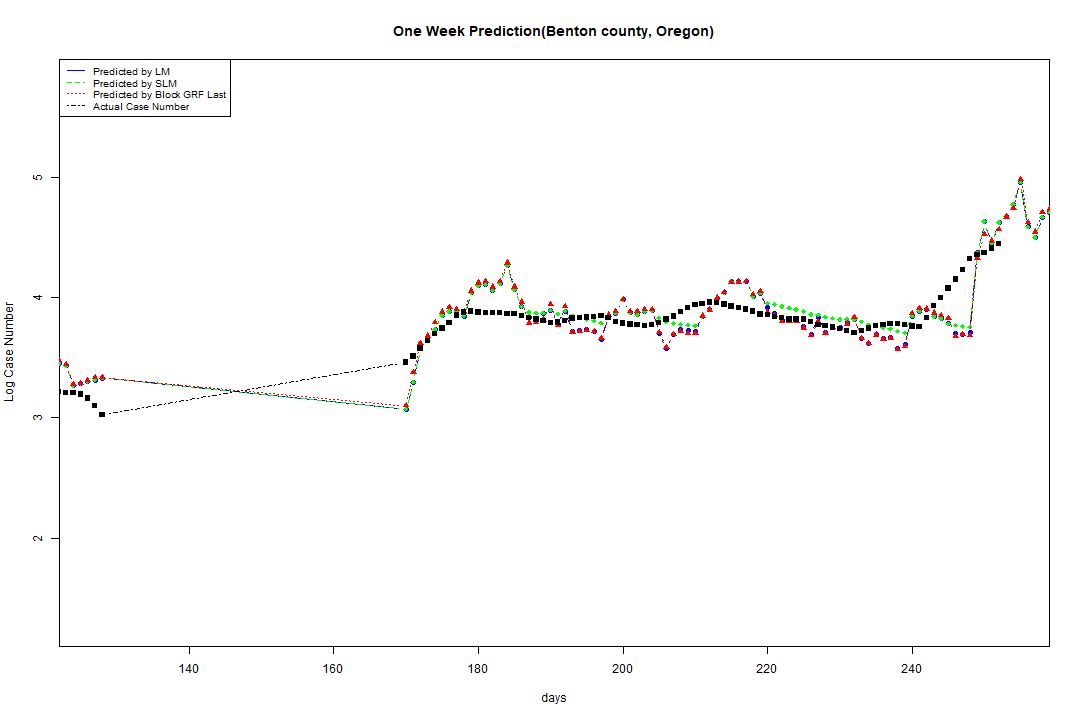 One Week Prediction(Benton county, Oregon)
Predicted by LM
Predicted by SLM
Predicted by Block GRF Last
Actual Case Number
5
4
3
2
Log Case Number
140 160 180 200 220 240
days